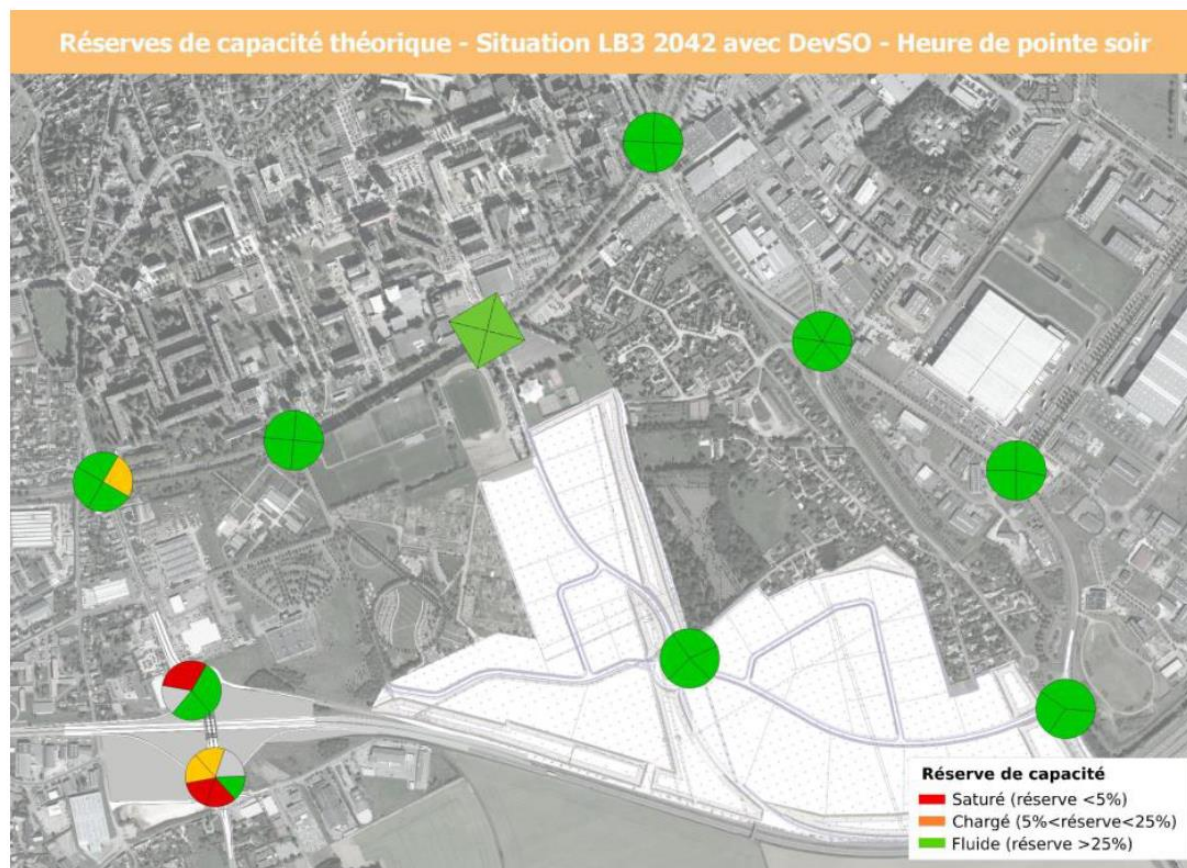 Réserves de capacité théorique - Situation LB3 2042 avec DevSO - Heure de pointe soir
Réserve de capacité
Saturé (réserve <5%)
Chargé (5%<réserve<25%)
Fluide (réserve >25%)